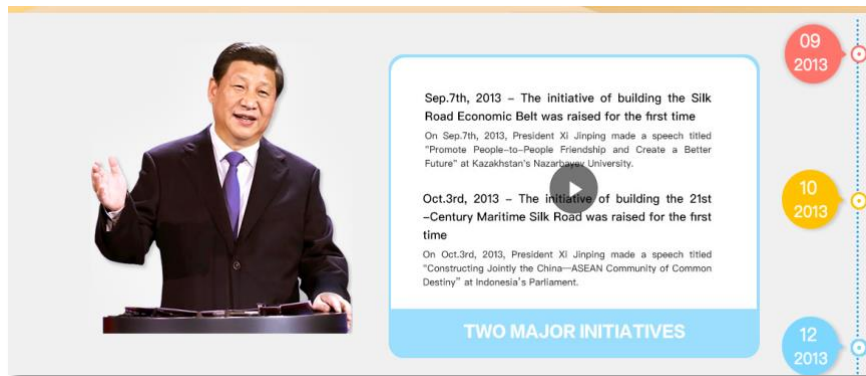 Sep.7th, 2013 – The initiative of building the Silk
Road Economic Belt was raised for the first time
On Sep.7th, 2013, President Xi Jinping made a speech titled
"Promote People-to-People Friendship and Create a Better
Future" at Kazakhstan's Nazarbayev University.
Oct.3rd, 2013 – The initiative of building the 21st
-Century Maritime Silk Road was raised for the first
time
On Oct.3rd, 2013, President Xi Jinping made a speech titled
"Constructing Jointly the China—ASEAN Community of Common
Destiny" at Indonesia's Parliament.
TWO MAJOR INITIATIVES
09
2013
10
2013
12
2013